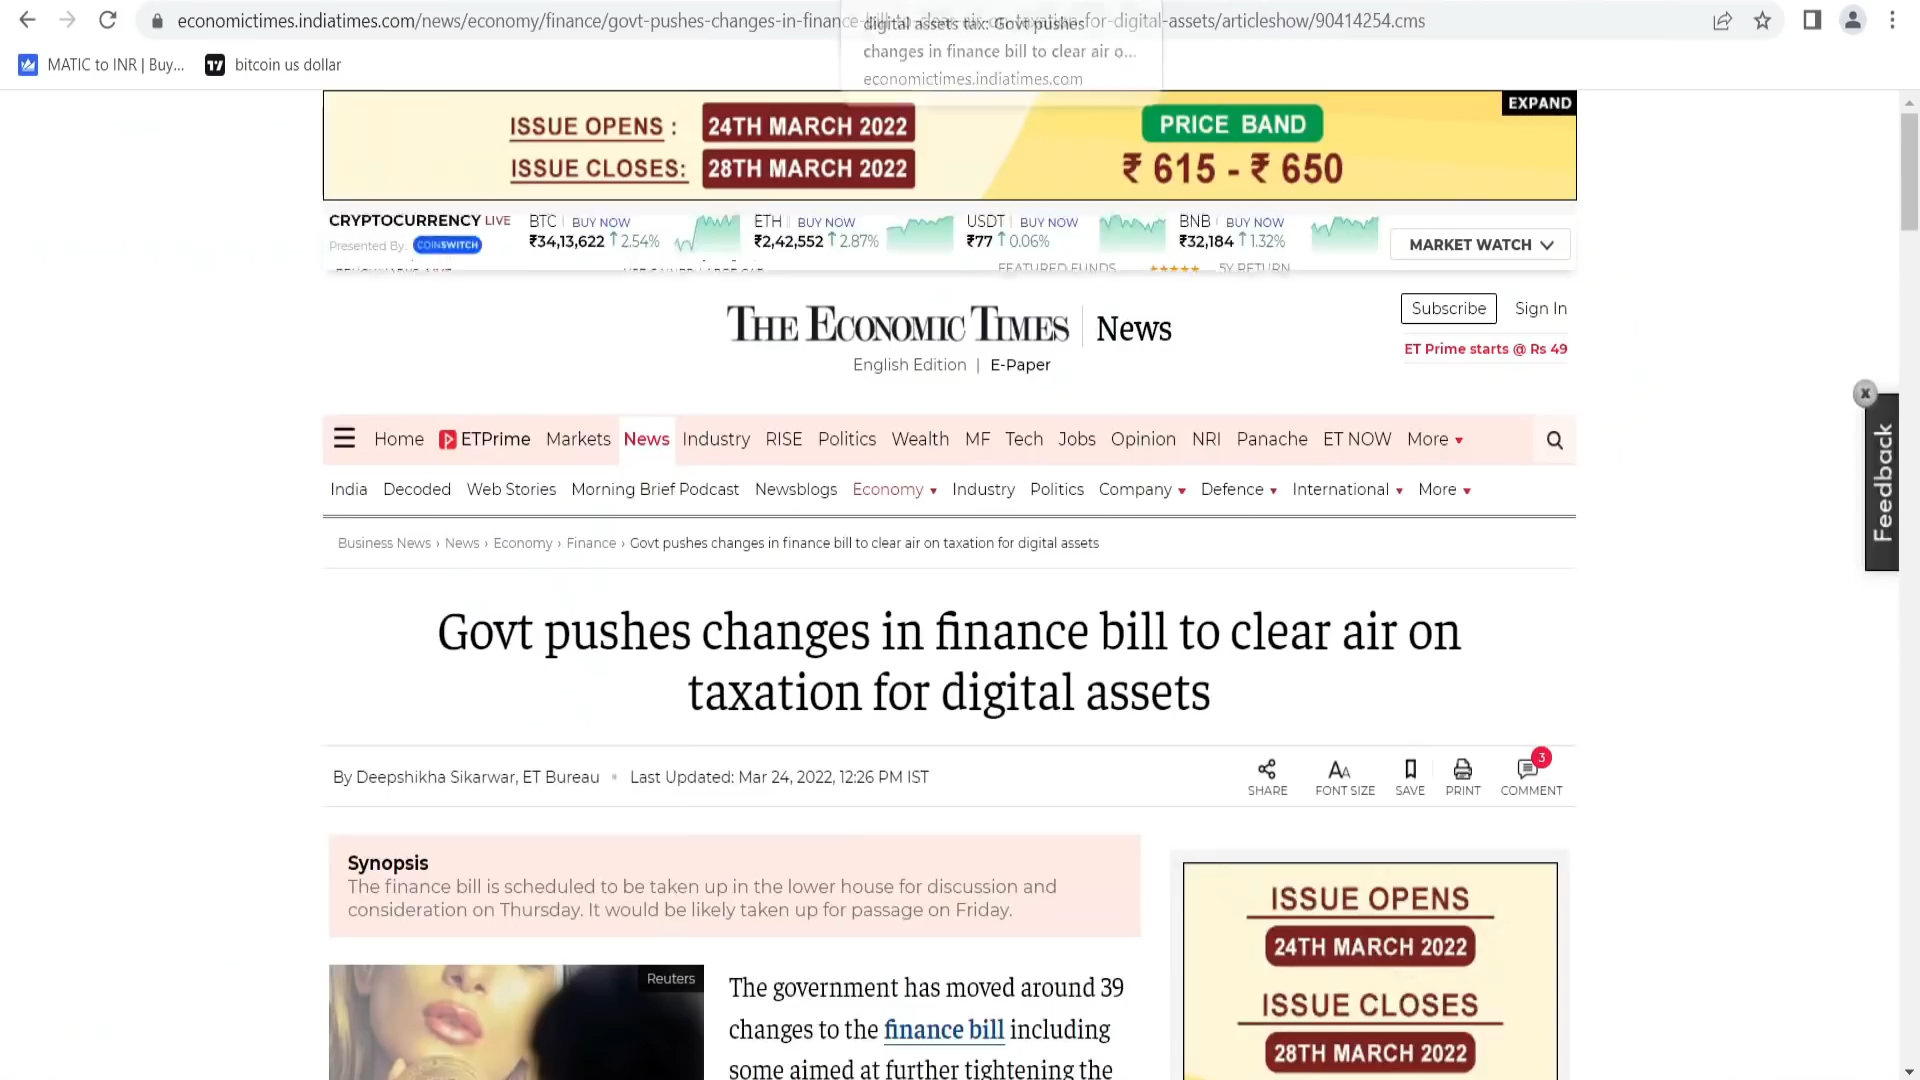 economictimes.indiatimes.com/news/economy/finance/govt-pushes-changes-in-finance-bill-to-clear-air-on-taxation-for-digital-assets/articleshow/90414254.cms
digital assets tax: Govt pushes
changes in finance bill to clear air o...
economictimes.indiatimes.com
MATIC to INR | Buy...
bitcoin us dollar
EXPAND
ISSUE OPENS : 24TH MARCH 2022
ISSUE CLOSES: 28TH MARCH 2022
PRICE BAND
₹ 615 - ₹ 650
CRYPTOCURRENCY LIVE
Presented By: COINSWITCH
BTC | BUY NOW
₹34,13,622 ↑ 2.54%
ETH | BUY NOW
₹2,42,552 ↑ 2.87%
USDT | BUY NOW
₹77 ↑ 0.06%
BNB | BUY NOW
₹32,184 ↑ 1.32%
MARKET WATCH
FEATURED FUNDS ★★★★★ 5Y RETURN
THE ECONOMIC TIMES | News
English Edition | E-Paper
Subscribe Sign In
ET Prime starts @ Rs 49
Home ETPrime Markets News Industry RISE Politics Wealth MF Tech Jobs Opinion NRI Panache ET NOW More
India Decoded Web Stories Morning Brief Podcast Newsblogs Economy Industry Politics Company Defence International More
Business News › News › Economy › Finance › Govt pushes changes in finance bill to clear air on taxation for digital assets
Govt pushes changes in finance bill to clear air on
taxation for digital assets
By Deepshikha Sikarwar, ET Bureau • Last Updated: Mar 24, 2022, 12:26 PM IST
SHARE FONT SIZE SAVE PRINT COMMENT
3
Synopsis
The finance bill is scheduled to be taken up in the lower house for discussion and
consideration on Thursday. It would be likely taken up for passage on Friday.
Reuters
The government has moved around 39
changes to the finance bill including
some aimed at further tightening the
ISSUE OPENS
24TH MARCH 2022
ISSUE CLOSES
28TH MARCH 2022
x
Feedback